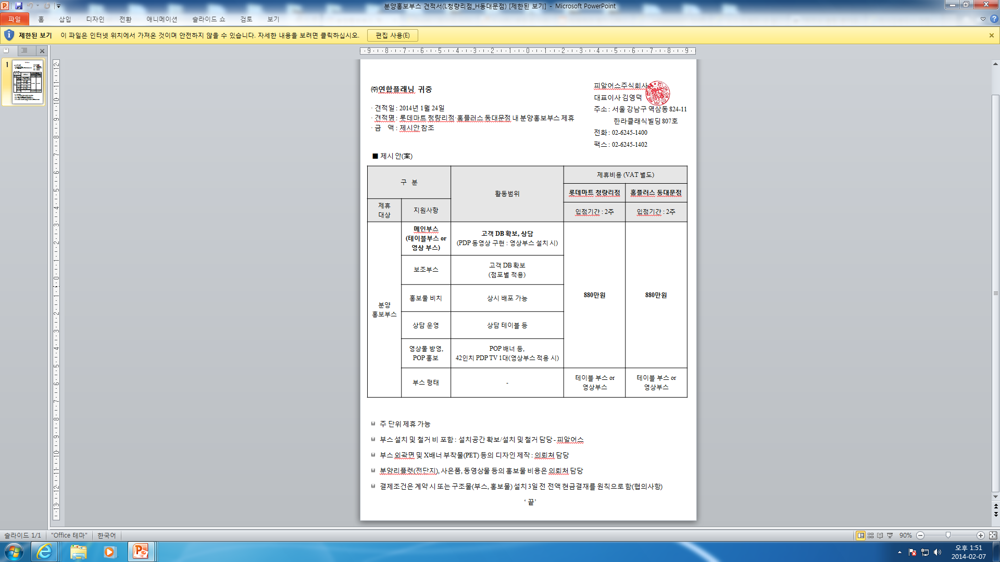 분양홍보부스 견적서(L청량리점_H동대문점) [제한된 보기] - Microsoft PowerPoint
파일 홈 삽입 디자인 전환 애니메이션 슬라이드 쇼 검토 보기
제한된 보기 이 파일은 인터넷 위치에서 가져온 것이며 안전하지 않을 수 있습니다. 자세한 내용을 보려면 클릭하십시오. 편집 사용(E)
1
㈜연합플래닝 귀중
· 견적일 : 2014년 1월 24일
· 견적명 : 롯데마트 청량리점·홈플러스 동대문점 내 분양홍보부스 제휴
· 금 액 : 제시안 참조
피알어스주식회사
대표이사 김영덕
주소 : 서울 강남구 역삼동 824-11
한라클래식빌딩 807호
전화 : 02-6245-1400
팩스 : 02-6245-1402
■ 제시 안(案)
구 분
활동범위
제휴비용 (VAT 별도)
롯데마트 청량리점 홈플러스 동대문점
제휴
대상
지원사항
입점기간 : 2주 입점기간 : 2주
분양
홍보부스
메인부스
(테이블부스 or
영상 부스)
고객 DB 확보, 상담
(PDP 동영상 구현 : 영상부스 설치 시)
880만원 880만원
보조부스
고객 DB 확보
(점포별 적용)
홍보물 비치 상시 배포 가능
상담 운영 상담 테이블 등
영상물 방영,
POP 홍보
POP 배너 등,
42인치 PDP TV 1대(영상부스 적용 시)
부스 형태 -
테이블 부스 or
영상부스
테이블 부스 or
영상부스
주 단위 제휴 가능
부스 설치 및 철거 비 포함 : 설치공간 확보/설치 및 철거 담당 - 피알어스
부스 외곽면 및 X배너 부착물(PET) 등의 디자인 제작 : 의뢰처 담당
분양리플렛(전단지), 사은품, 동영상물 등의 홍보물 비용은 의뢰처 담당
결제조건은 계약 시 또는 구조물(부스, 홍보물) 설치 3일 전 전액 현금결재를 원칙으로 함(협의사항)
‘ 끝’
슬라이드 1/1 "Office 테마" 한국어 90%
오후 1:51
2014-02-07